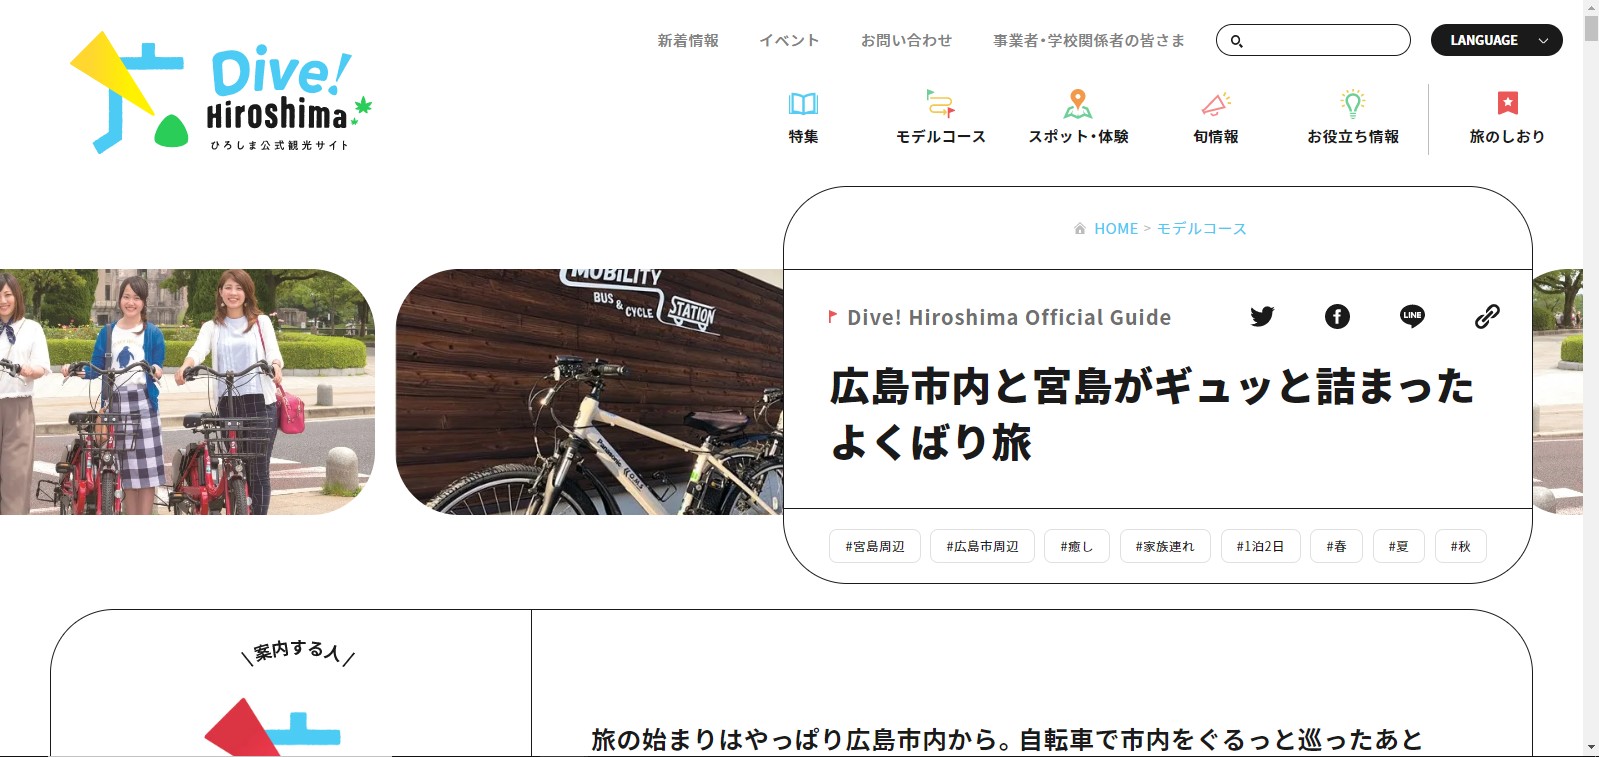 Dive!
Hiroshima
ひろしま公式観光サイト
新着情報
イベント
お問い合わせ
事業者・学校関係者の皆さま
LANGUAGE
特集
モデルコース
スポット・体験
旬情報
お役立ち情報
旅のしおり
HOME > モデルコース
MOBILITY
BUS & CYCLE STATION
Dive! Hiroshima Official Guide
LINE
広島市内と宮島がギュッと詰まった
よくばり旅
#宮島周辺
#広島市周辺
#癒し
#家族連れ
#1泊2日
#春
#夏
#秋
\案内する人/
旅の始まりはやっぱり広島市内から。自転車で市内をぐるっと巡ったあと